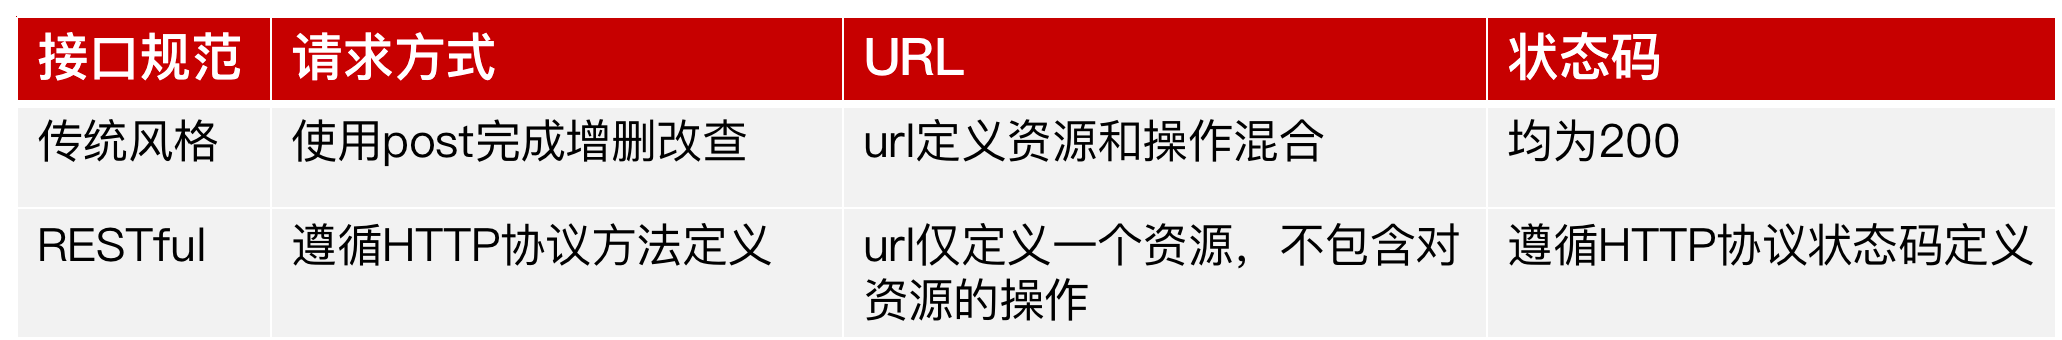 接口规范 请求方式 URL 状态码
传统风格 使用post完成增删改查 url定义资源和操作混合 均为200
RESTful 遵循HTTP协议方法定义 url仅定义一个资源，不包含对 遵循HTTP协议状态码定义
资源的操作